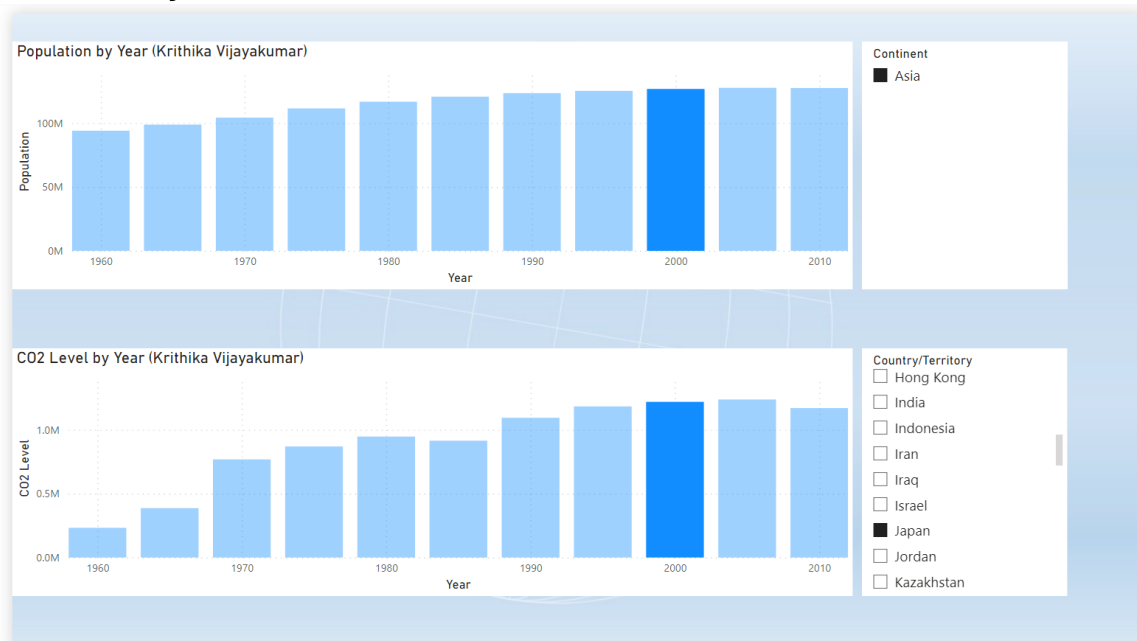 Population by Year (Krithika Vijayakumar)
100M
50M
0M
Population
1960
1970
1980
1990
2000
2010
Year
Continent
Asia
CO2 Level by Year (Krithika Vijayakumar)
1.0M
0.5M
0.0M
CO2 Level
1960
1970
1980
1990
2000
2010
Year
Country/Territory
Hong Kong
India
Indonesia
Iran
Iraq
Israel
Japan
Jordan
Kazakhstan